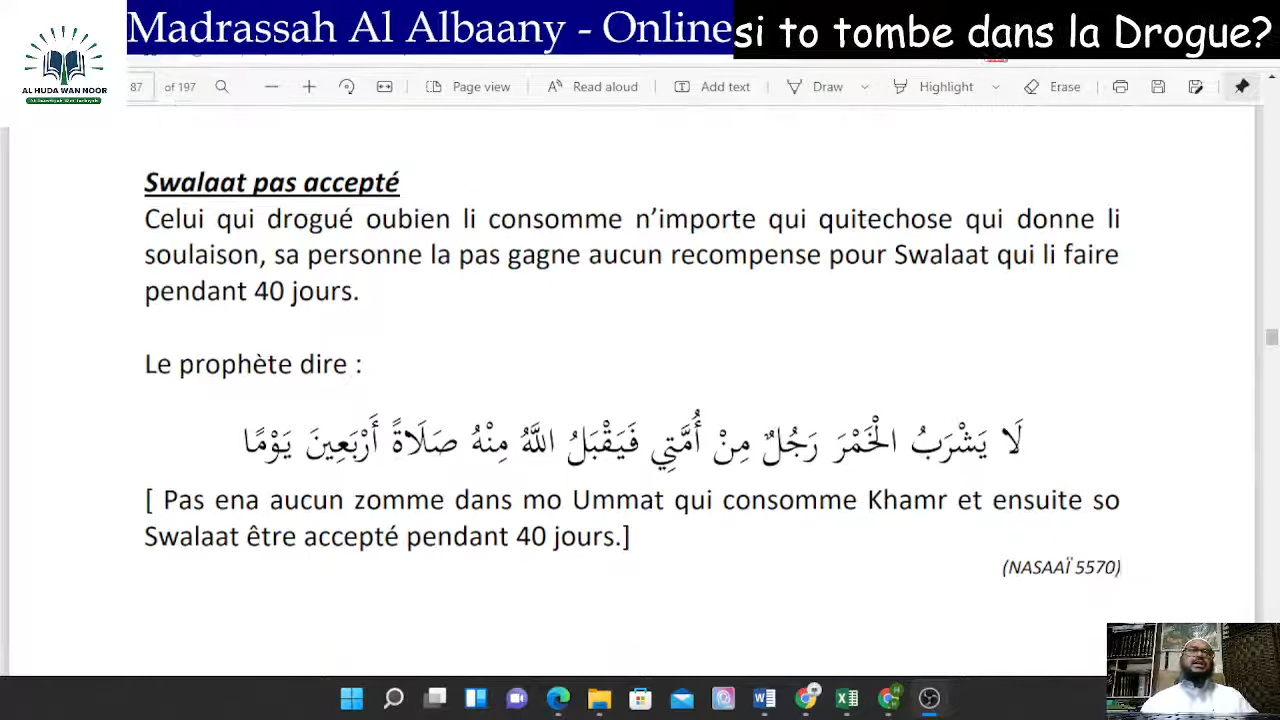 Madrassah Al Albaany - Online
si to tombe dans la Drogue?
AL HUDA WAN NOOR
87 of 197
Page view
Read aloud
Add text
Draw
Highlight
Erase
Swalaat pas accepté
Celui qui drogué oubien li consomme n’importe qui quitechose qui donne li
soulaison, sa personne la pas gagne aucun recompense pour Swalaat qui li faire
pendant 40 jours.
Le prophète dire :
لَا يَشْرَبُ الْخَمْرَ رَجُلٌ مِنْ أُمَّتِي فَيَقْبَلُ اللَّهُ مِنْهُ صَلَاةً أَرْبَعِينَ يَوْمًا
[ Pas ena aucun zomme dans mo Ummat qui consomme Khamr et ensuite so
Swalaat être accepté pendant 40 jours.]
(NASAAÏ 5570)